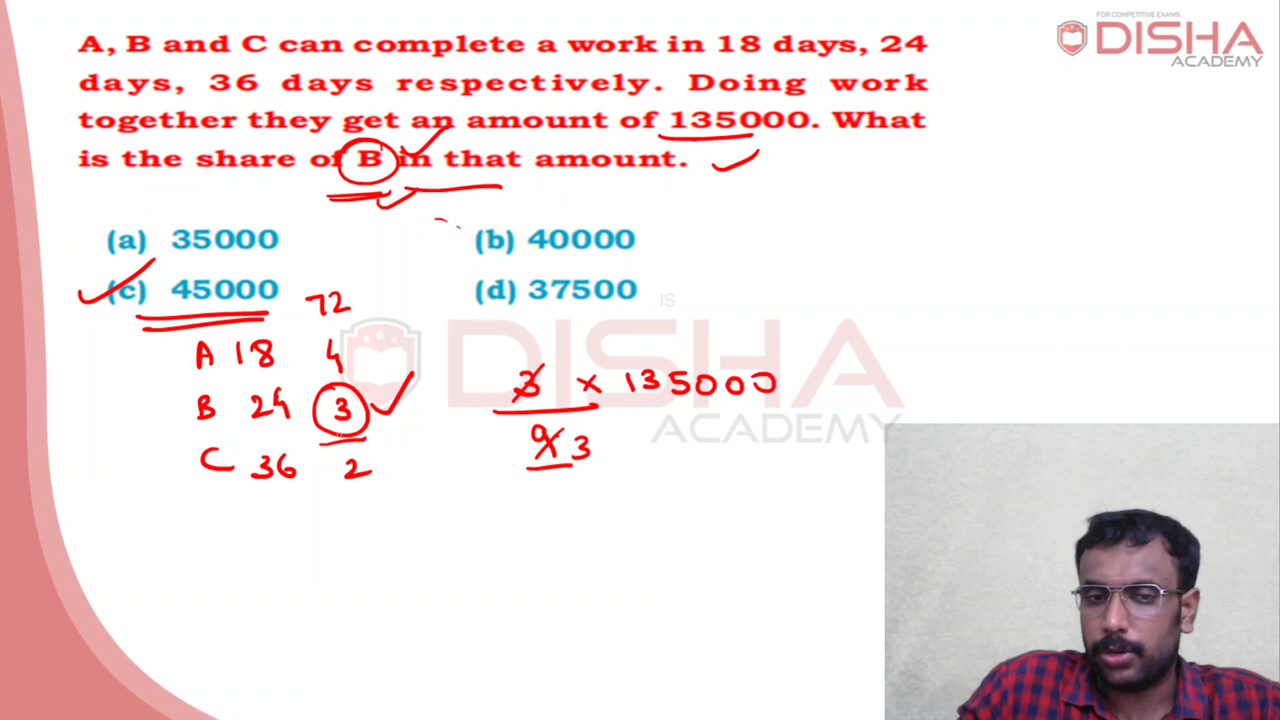 FOR COMPETITIVE EXAMS
DISHA
ACADEMY
A, B and C can complete a work in 18 days, 24
days, 36 days respectively. Doing work
together they get an amount of 135000. What
is the share of B in that amount.
(a) 35000
(b) 40000
(c) 45000
(d) 37500
72
A 18 4
B 24 3
C 36 2
3 × 135000
9 3
IS
DISHA
ACADEMY